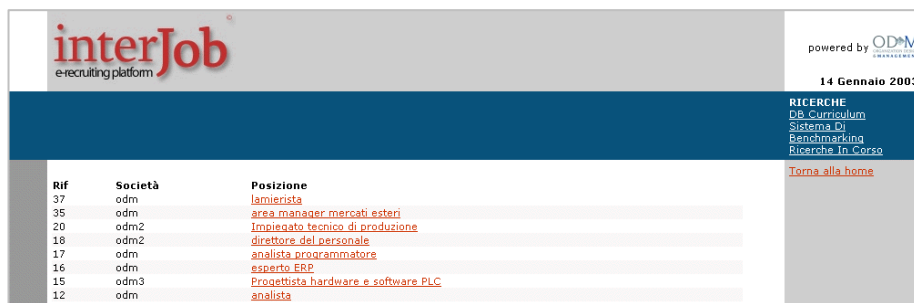 interJob
e-recruiting platform
powered by ODM
14 Gennaio 2003
RICERCHE
DB Curriculum
Sistema Di
Benchmarking
Ricerche In Corso
Torna alla home
Rif Società Posizione
37 odm lamierista
35 odm area manager mercati esteri
20 odm2 Impiegato tecnico di produzione
18 odm2 direttore del personale
17 odm analista programmatore
16 odm esperto ERP
15 odm3 Progettista hardware e software PLC
12 odm analista